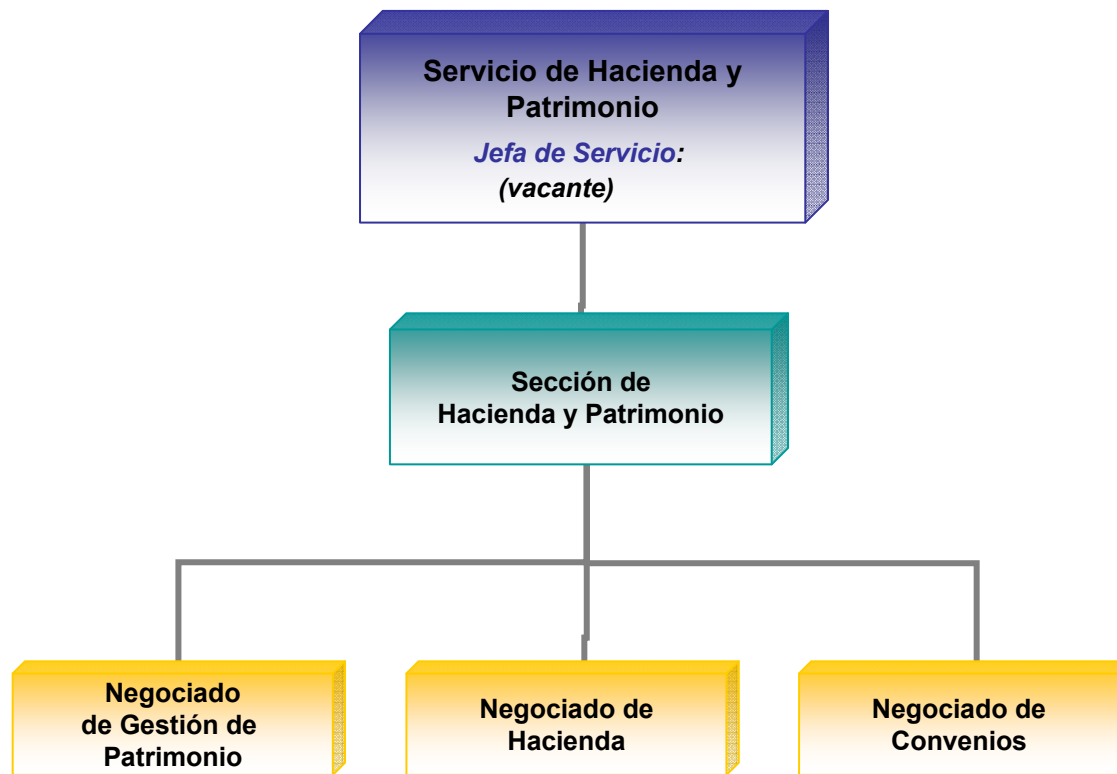 Servicio de Hacienda y
Patrimonio
Jefa de Servicio:
(vacante)
Sección de
Hacienda y Patrimonio
Negociado
de Gestión de
Patrimonio
Negociado de
Hacienda
Negociado de
Convenios